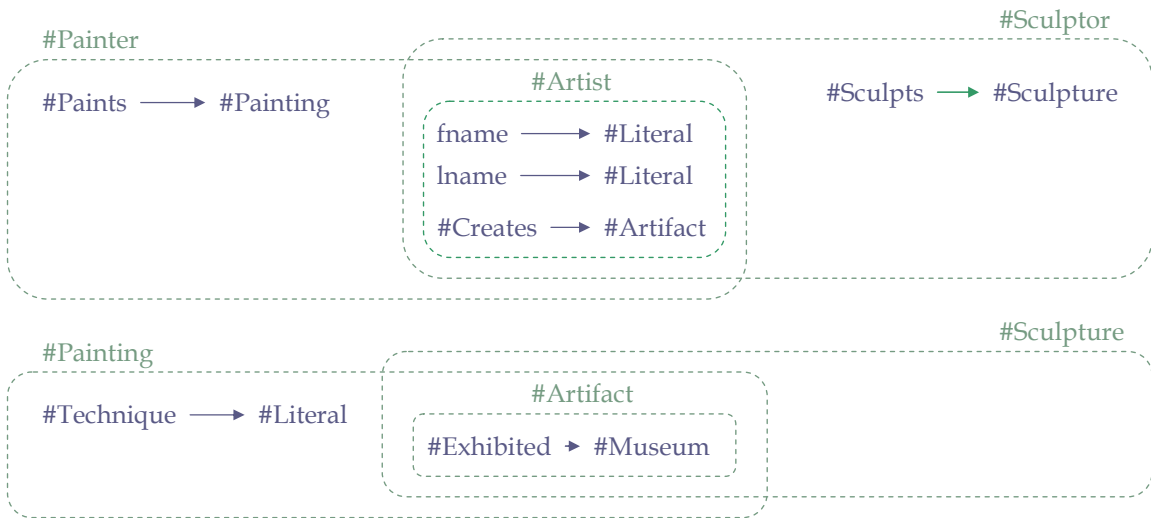 #Sculptor
#Painter
#Artist
#Paints #Painting
#Sculpts #Sculpture
fname #Literal
lname #Literal
#Creates #Artifact
#Sculpture
#Painting
#Artifact
#Technique #Literal
#Exhibited #Museum